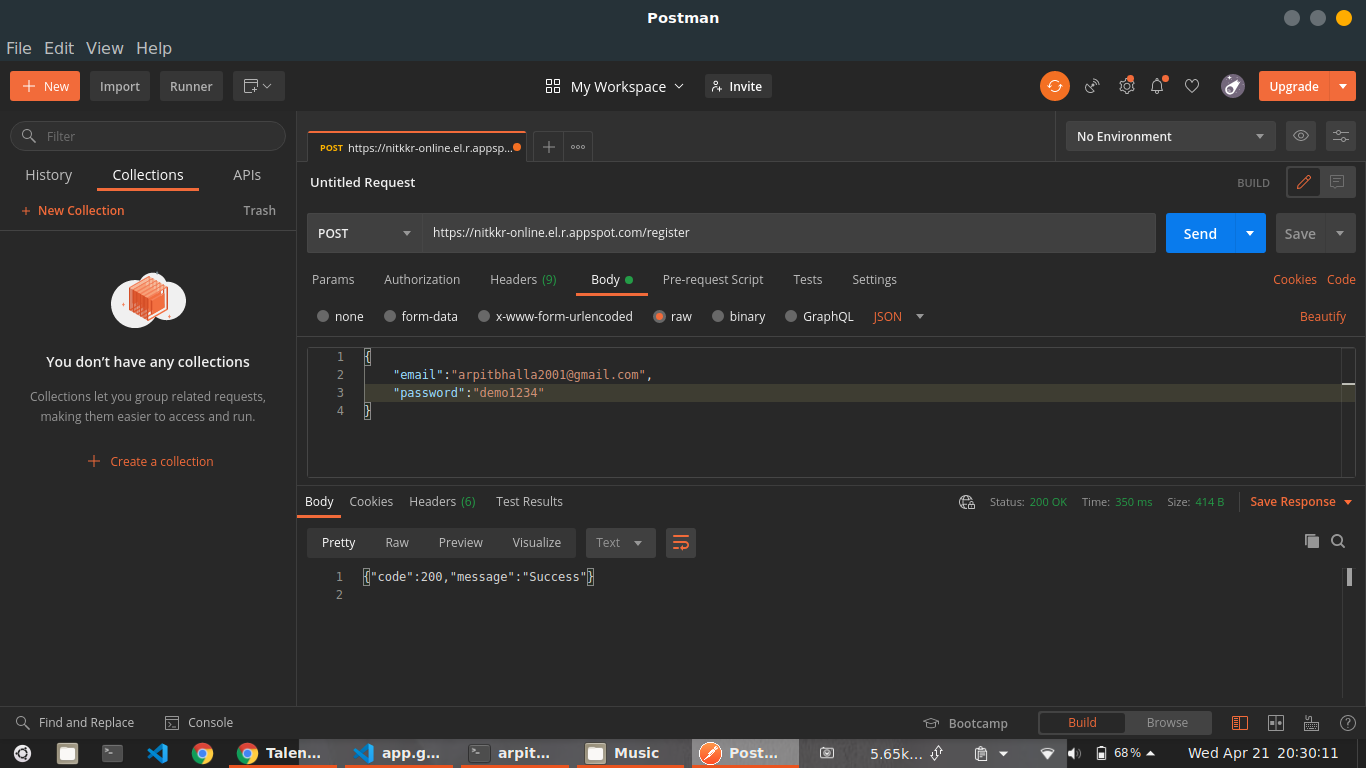 Postman
File Edit View Help
+ New Import Runner My Workspace Invite Upgrade
Filter
History Collections APIs
+ New Collection Trash
You don't have any collections
Collections let you group related requests,
making them easier to access and run.
+ Create a collection
POST https://nitkkr-online.el.r.appsp... + ooo No Environment
Untitled Request BUILD
POST https://nitkkr-online.el.r.appspot.com/register Send Save
Params Authorization Headers (9) Body Pre-request Script Tests Settings Cookies Code
none form-data x-www-form-urlencoded raw binary GraphQL JSON Beautify
1 {
2 "email":"arpitbhalla2001@gmail.com",
3 "password":"demo1234"
4 }
Body Cookies Headers (6) Test Results Status: 200 OK Time: 350 ms Size: 414 B Save Response
Pretty Raw Preview Visualize Text
1 {"code":200,"message":"Success"}
2
Find and Replace Console Bootcamp Build Browse ?
Talen... app.g... arpit... Music Post... 5.65k... 68% Wed Apr 21 20:30:11